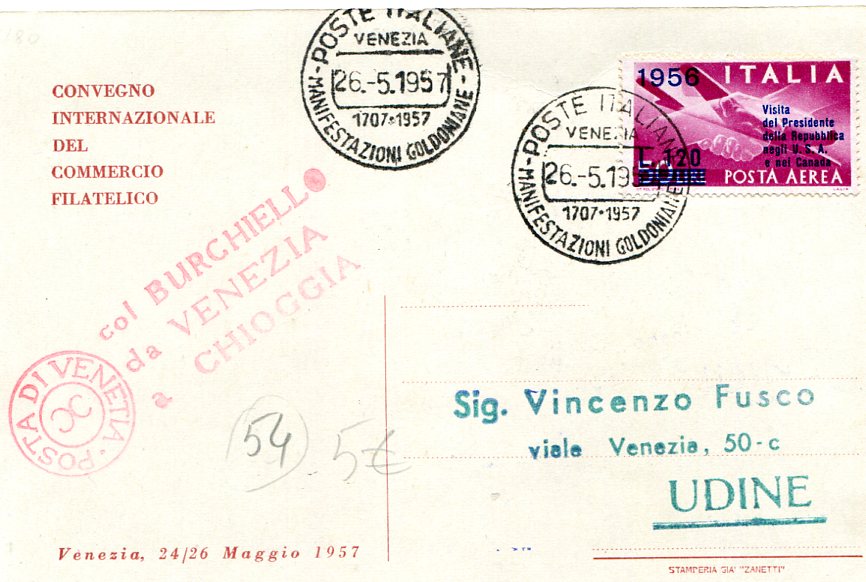 180
CONVEGNO
INTERNAZIONALE
DEL
COMMERCIO
FILATELICO
POSTE ITALIANE
VENEZIA
26.-5.1957
1707•1957
-MANIFESTAZIONI GOLDONIANE-
POSTE ITALIANE
VENEZIA
26.-5.195
1707•1957
-MANIFESTAZIONI GOLDONIANE
1956 ITALIA
Visita
del Presidente
della Repubblica
negli U.S.A.
e nel Canada
L.120
POSTA AEREA
col BURCHIELLO
da VENEZIA
a CHIOGGIA
POSTA DI VENETIA
54
5€
Sig. Vincenzo Fusco
viale Venezia, 50-c
UDINE
Venezia, 24/26 Maggio 1957
STAMPERIA GIA' "ZANETTI"